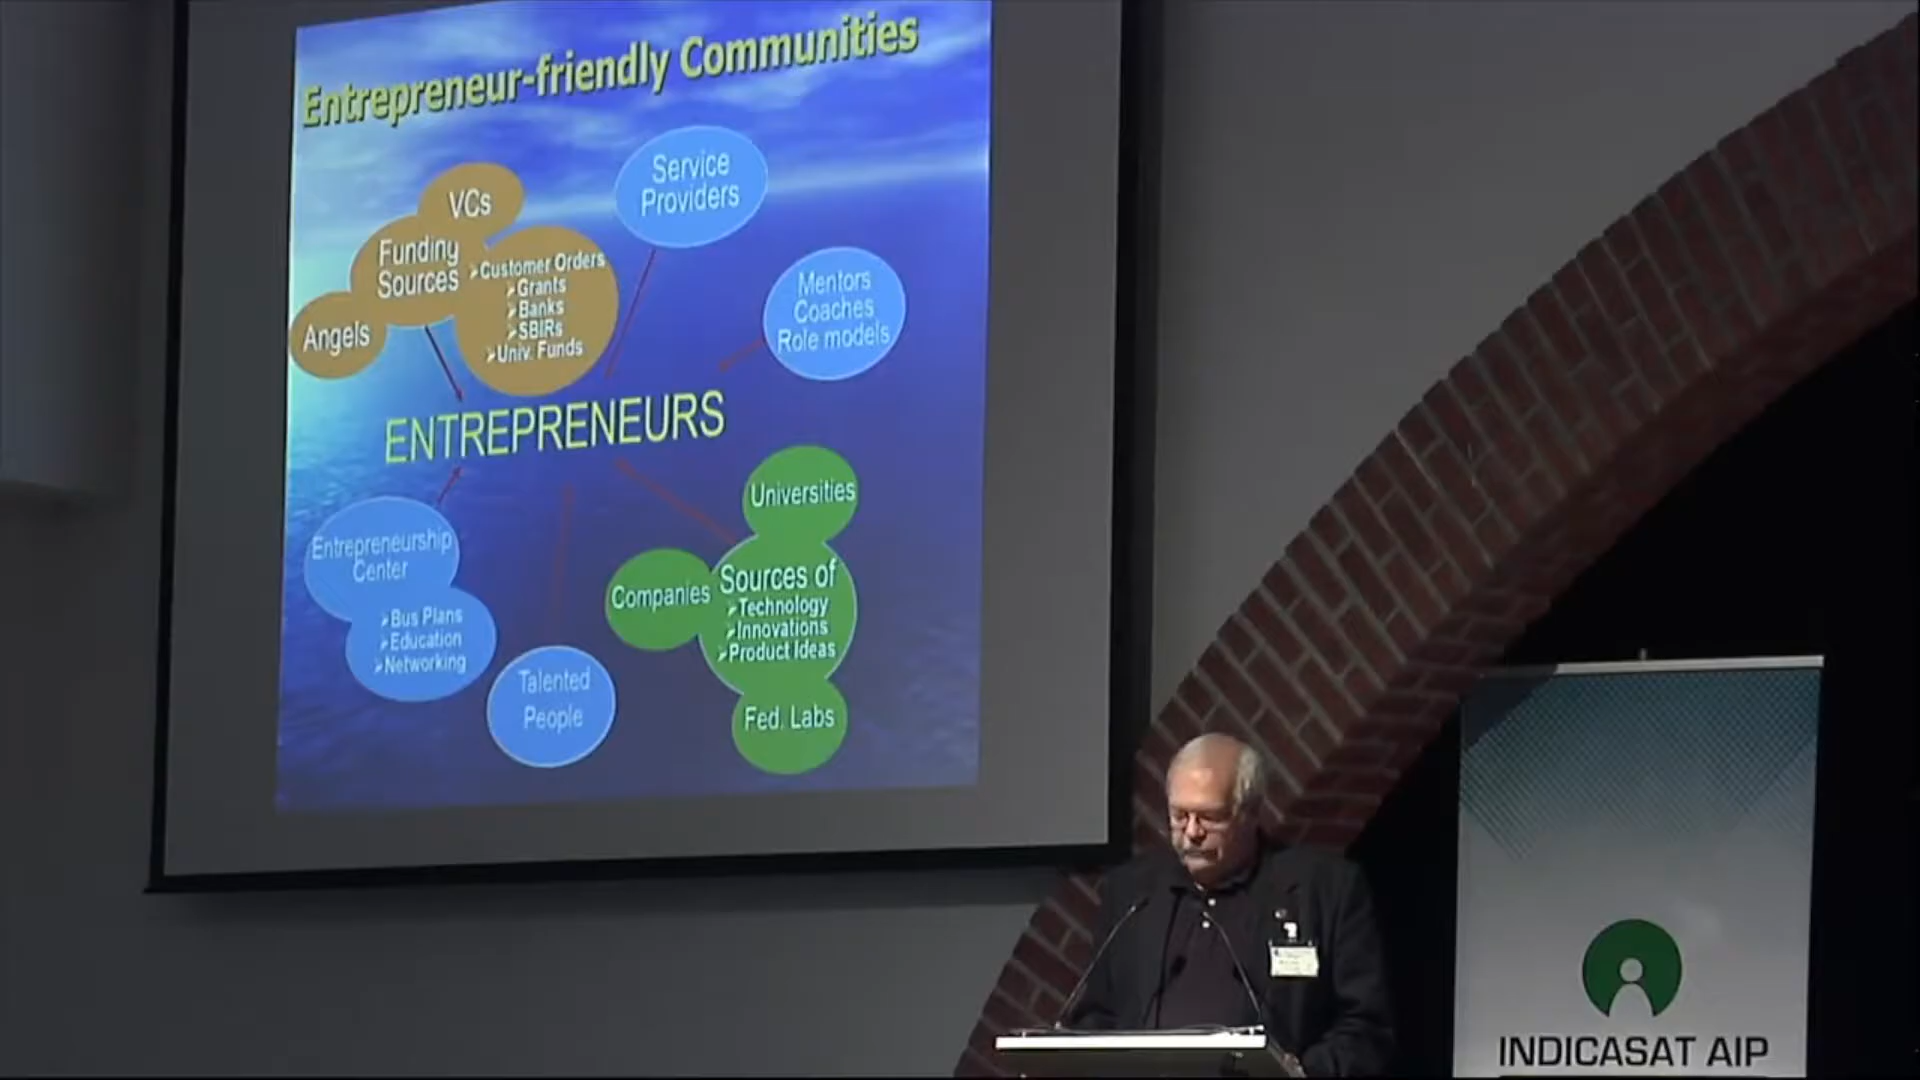 Entrepreneur-friendly Communities
VCs
Funding
Sources
Angels
➢Customer Orders
➢Grants
➢Banks
➢SBIRs
➢Univ. Funds
Service
Providers
Mentors
Coaches
Role models
ENTREPRENEURS
Entrepreneurship
Center
➢Bus Plans
➢Education
➢Networking
Talented
People
Universities
Companies
Sources of
➢Technology
➢Innovations
➢Product Ideas
Fed. Labs
INDICASAT AIP